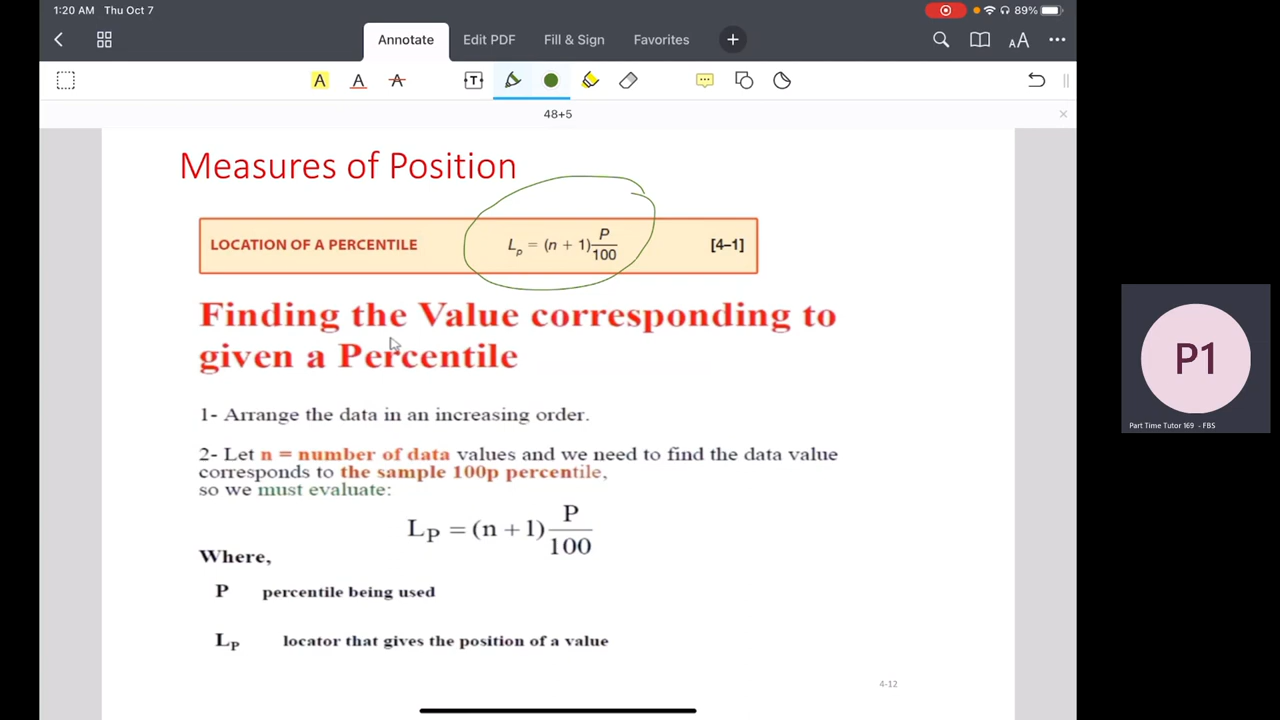 1:20 AM Thu Oct 7
89%
Annotate Edit PDF Fill & Sign Favorites
A A A T
AA
48+5
Measures of Position
LOCATION OF A PERCENTILE Lp = (n + 1) P/100 [4–1]
Finding the Value corresponding to
given a Percentile
1- Arrange the data in an increasing order.
2- Let n = number of data values and we need to find the data value
corresponds to the sample 100p percentile,
so we must evaluate:
LP = (n + 1) P/100
Where,
P percentile being used
LP locator that gives the position of a value
4-12
P1
Part Time Tutor 169 - FBS